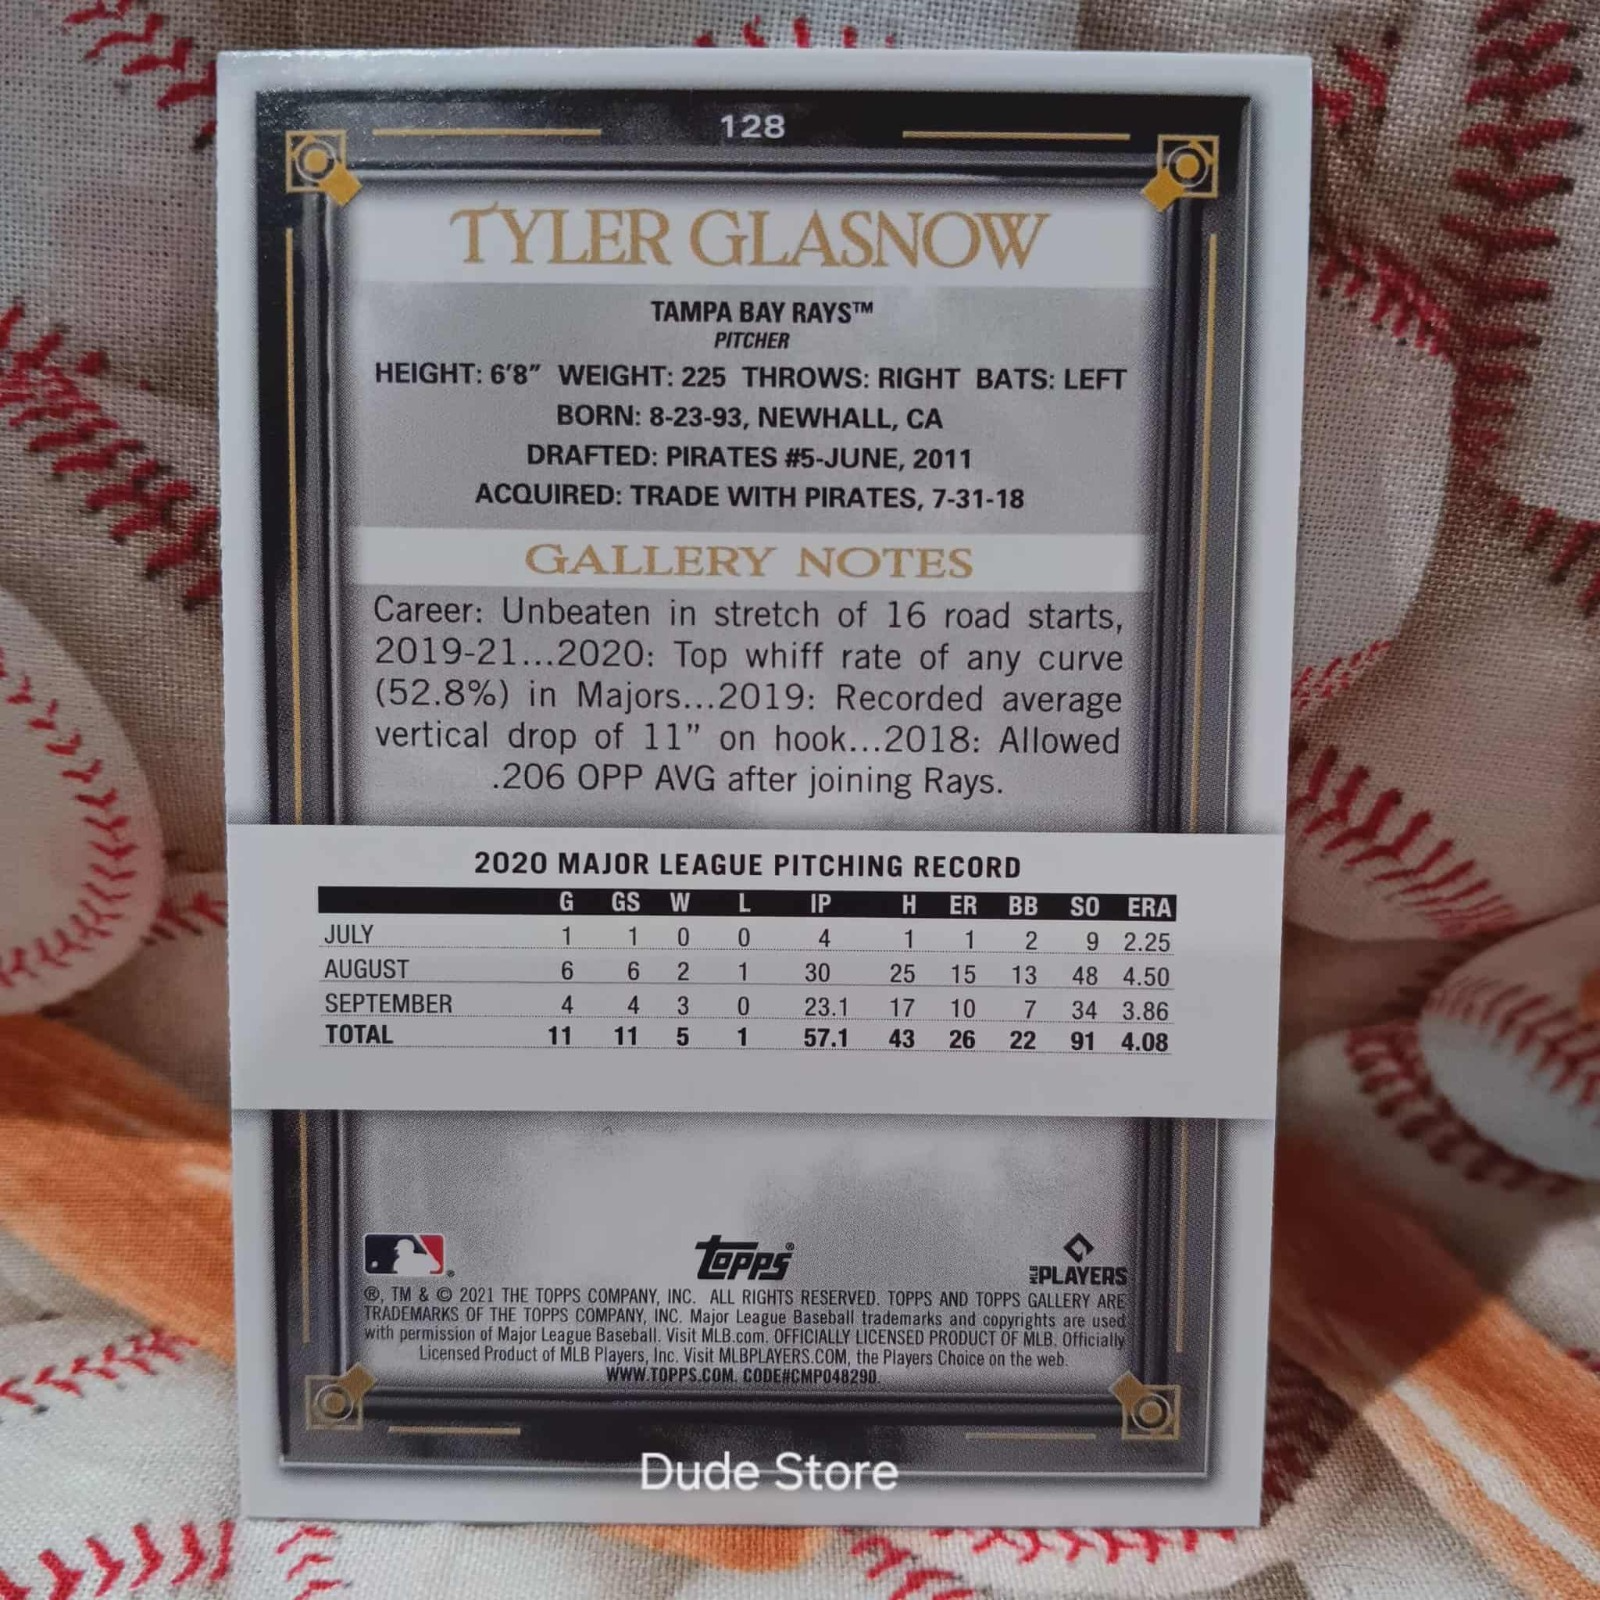 128
TYLER GLASNOW
TAMPA BAY RAYS™
PITCHER
HEIGHT: 6'8" WEIGHT: 225 THROWS: RIGHT BATS: LEFT
BORN: 8-23-93, NEWHALL, CA
DRAFTED: PIRATES #5-JUNE, 2011
ACQUIRED: TRADE WITH PIRATES, 7-31-18
GALLERY NOTES
Career: Unbeaten in stretch of 16 road starts,
2019-21...2020: Top whiff rate of any curve
(52.8%) in Majors...2019: Recorded average
vertical drop of 11" on hook...2018: Allowed
.206 OPP AVG after joining Rays.
2020 MAJOR LEAGUE PITCHING RECORD
G GS W L IP H ER BB SO ERA
JULY 1 1 0 0 4 1 1 2 9 2.25
AUGUST 6 6 2 1 30 25 15 13 48 4.50
SEPTEMBER 4 4 3 0 23.1 17 10 7 34 3.86
TOTAL 11 11 5 1 57.1 43 26 22 91 4.08
topps®
MLB PLAYERS
®, TM & © 2021 THE TOPPS COMPANY, INC. ALL RIGHTS RESERVED. TOPPS AND TOPPS GALLERY ARE
TRADEMARKS OF THE TOPPS COMPANY, INC. Major League Baseball trademarks and copyrights are used
with permission of Major League Baseball. Visit MLB.com. OFFICIALLY LICENSED PRODUCT OF MLB. Officially
Licensed Product of MLB Players, Inc. Visit MLBPLAYERS.COM, the Players Choice on the web.
WWW.TOPPS.COM. CODE#CMP04829D.
Dude Store